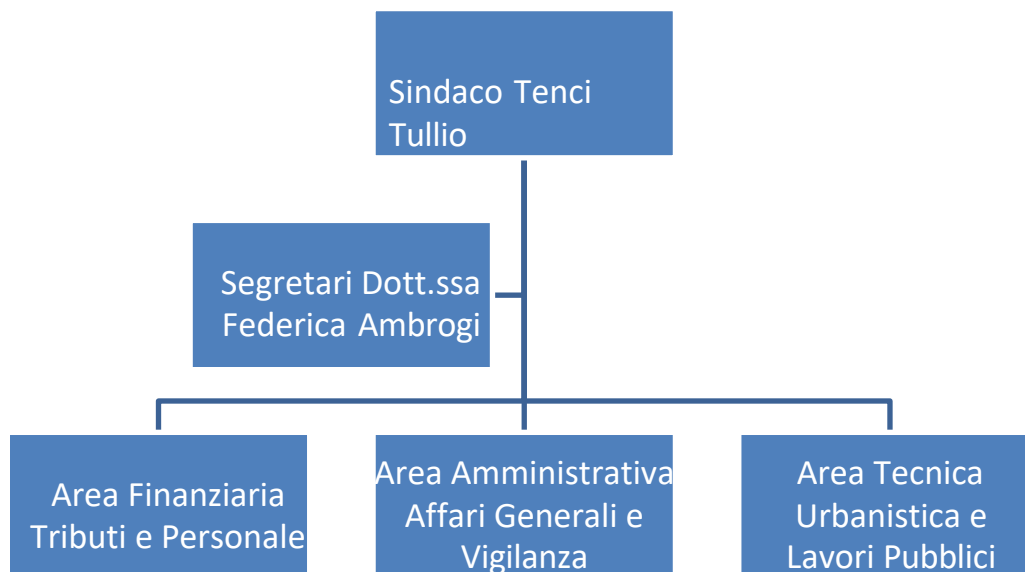 Sindaco Tenci
Tullio
Segretari Dott.ssa
Federica Ambrogi
Area Finanziaria
Tributi e Personale
Area Amministrativa
Affari Generali e
Vigilanza
Area Tecnica
Urbanistica e
Lavori Pubblici